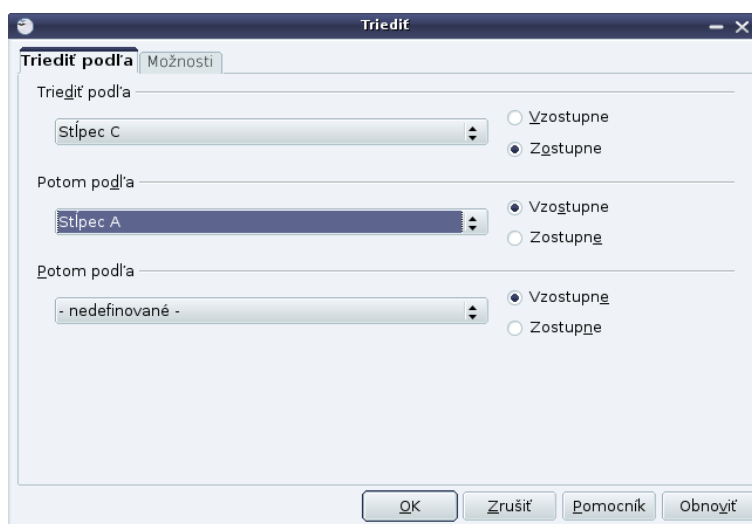 Triediť
Triediť podľa Možnosti
Triediť podľa
Stĺpec C
Vzostupne
Zostupne
Potom podľa
Stĺpec A
Vzostupne
Zostupne
Potom podľa
- nedefinované -
Vzostupne
Zostupne
OK Zrušiť Pomocník Obnoviť